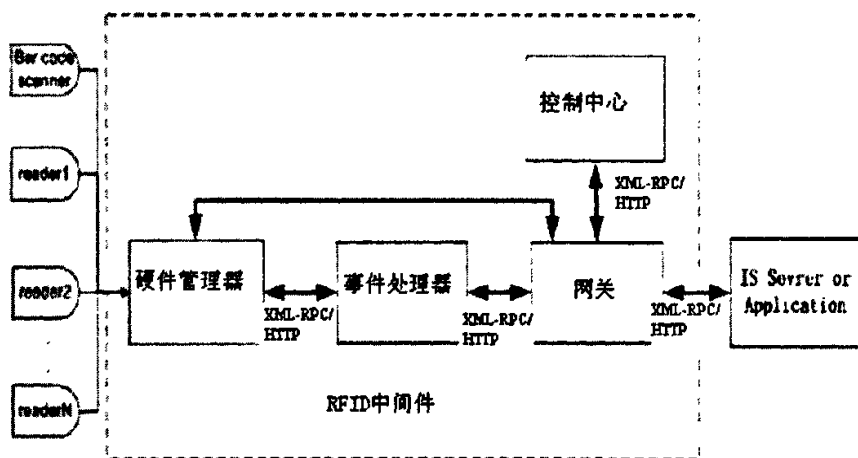 Bar code
scanner
reader1
reader2
readerN
控制中心
XML-RPC/
HTTP
硬件管理器
XML-RPC/
HTTP
事件处理器
XML-RPC/
HTTP
网关
XML-RPC/
HTTP
IS Sovrer or
Application
RFID中间件